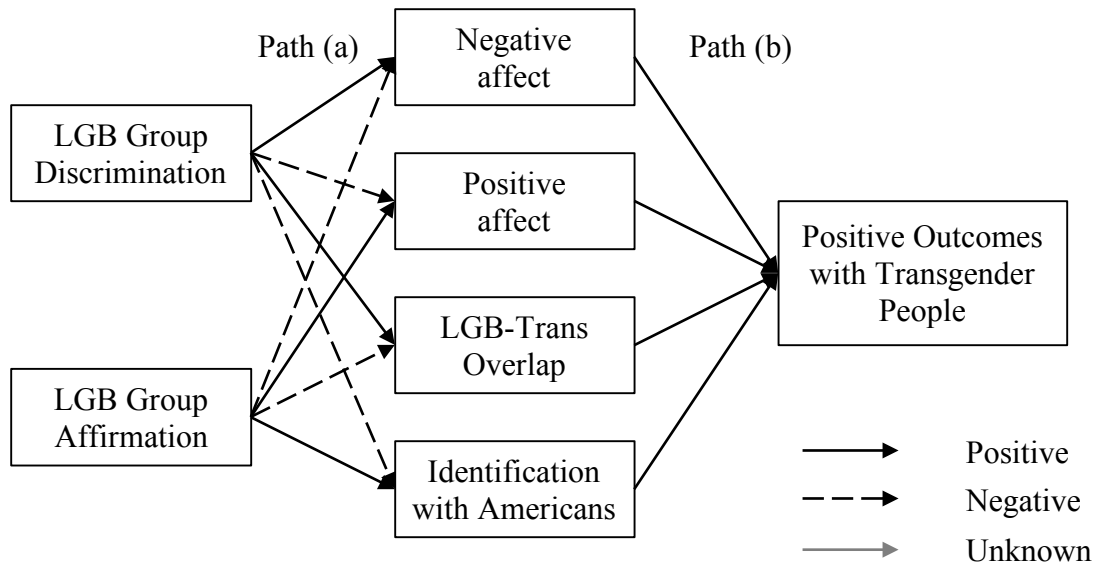 Path (a)
Negative
affect
Path (b)
LGB Group
Discrimination
Positive
affect
Positive Outcomes
with Transgender
People
LGB-Trans
Overlap
LGB Group
Affirmation
Identification
with Americans
Positive
Negative
Unknown